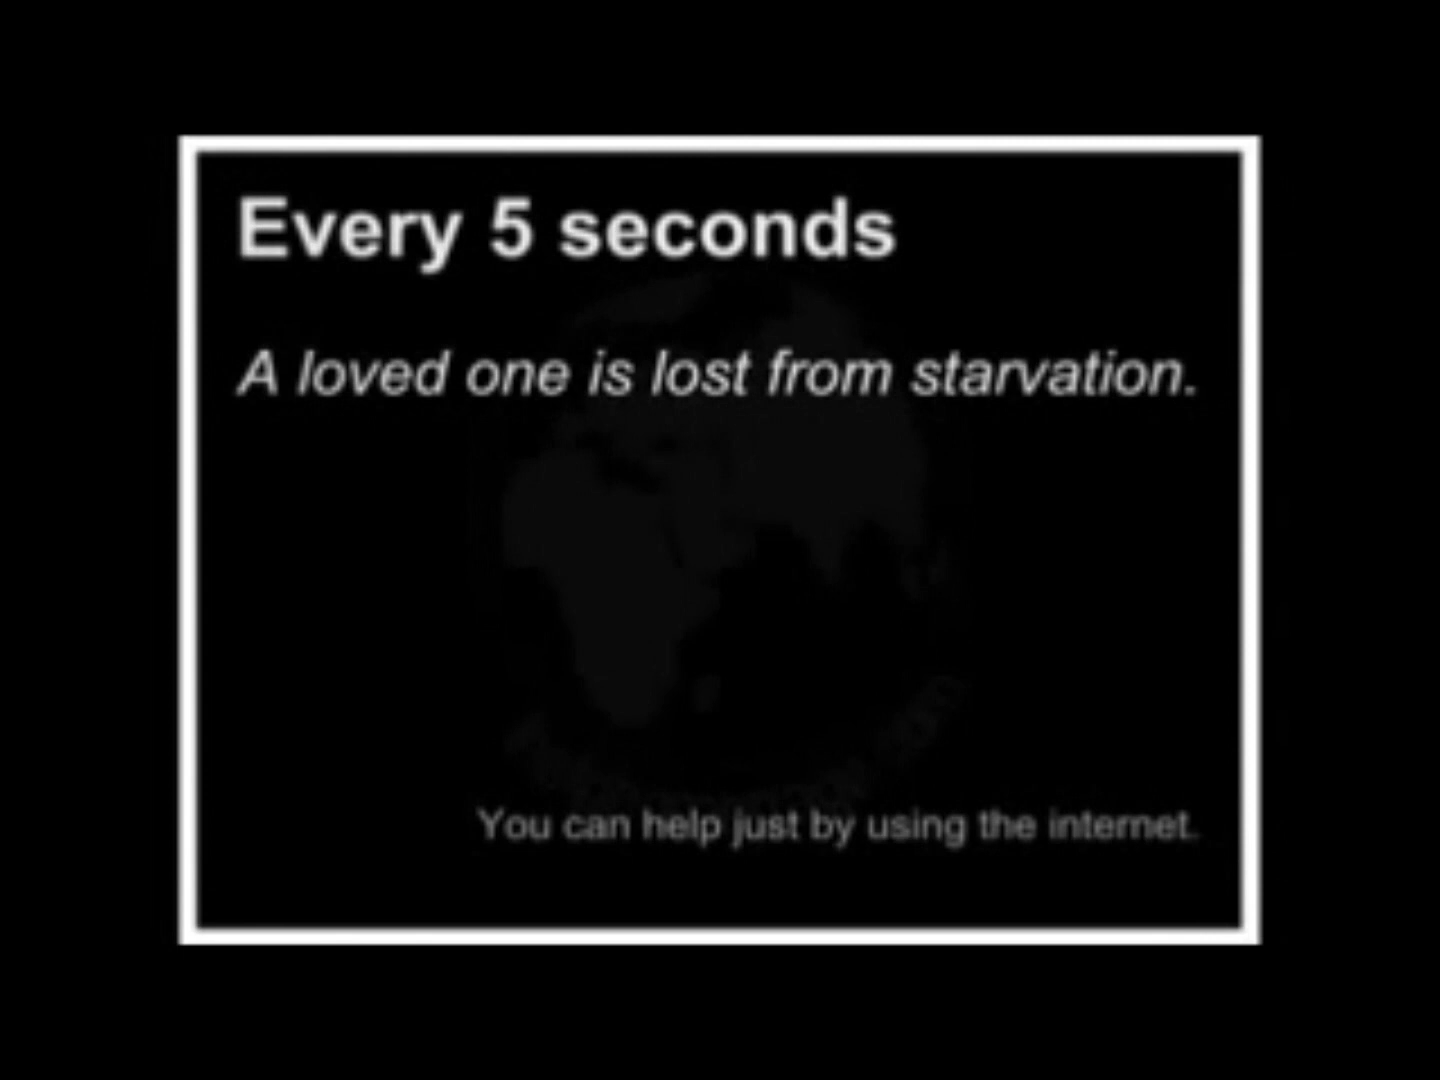 Every 5 seconds
A loved one is lost from starvation.
You can help just by using the internet.